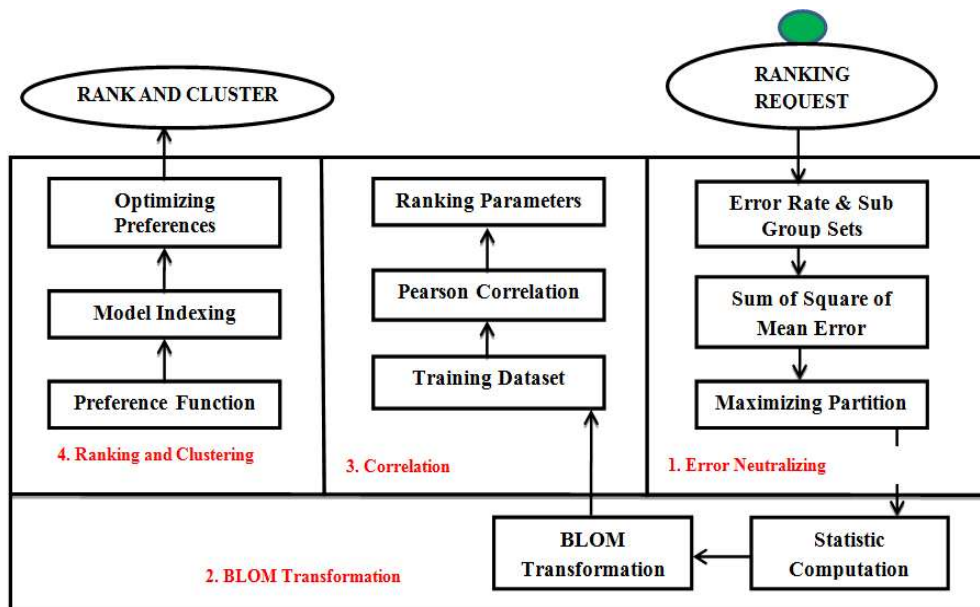 RANK AND CLUSTER
RANKING
REQUEST
Optimizing
Preferences
Model Indexing
Preference Function
4. Ranking and Clustering
Ranking Parameters
Pearson Correlation
Training Dataset
3. Correlation
Error Rate & Sub
Group Sets
Sum of Square of
Mean Error
Maximizing Partition
1. Error Neutralizing
2. BLOM Transformation
BLOM
Transformation
Statistic
Computation